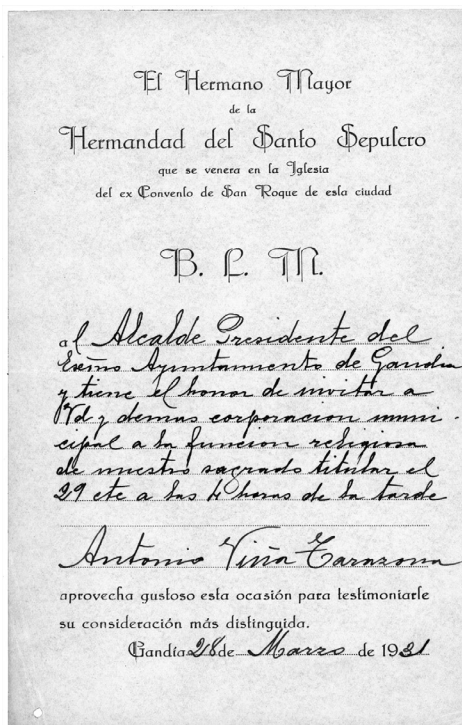 El Hermano Mayor
de la
Hermandad del Santo Sepulcro
que se venera en la Iglesia
del ex Convento de San Roque de esta ciudad
B. L. M.
al Alcalde Presidente del
Exćmo Ayuntamiento de Gandia
y tiene el honor de invitar a
Vd y demas corporacion muni-
cipal a la funcion religiosa
de nuestro sagrado titular el
29 cte a las 4 horas de la tarde
Antonio Viña Tarazona
aprovecha gustoso esta ocasión para testimoniarle
su consideración más distinguida.
Gandía 28 de Marzo de 1931